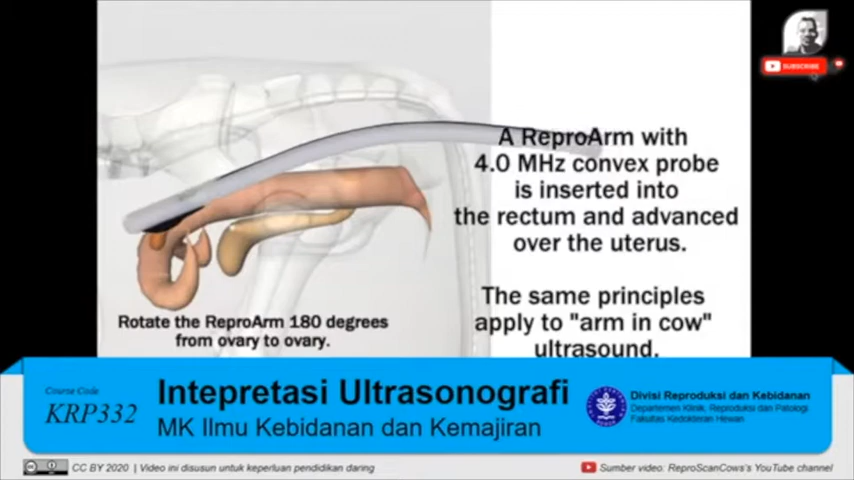 SUBSCRIBE
A ReproArm with
4.0 MHz convex probe
is inserted into
the rectum and advanced
over the uterus.
The same principles
apply to "arm in cow"
ultrasound.
Rotate the ReproArm 180 degrees
from ovary to ovary.
Course Code
KRP332
Intepretasi Ultrasonografi
MK Ilmu Kebidanan dan Kemajiran
Divisi Reproduksi dan Kebidanan
Departemen Klinik, Reproduksi dan Patologi
Fakultas Kedokteran Hewan
CC BY 2020 | Video ini disusun untuk keperluan pendidikan daring
Sumber video: ReproScanCows's YouTube channel